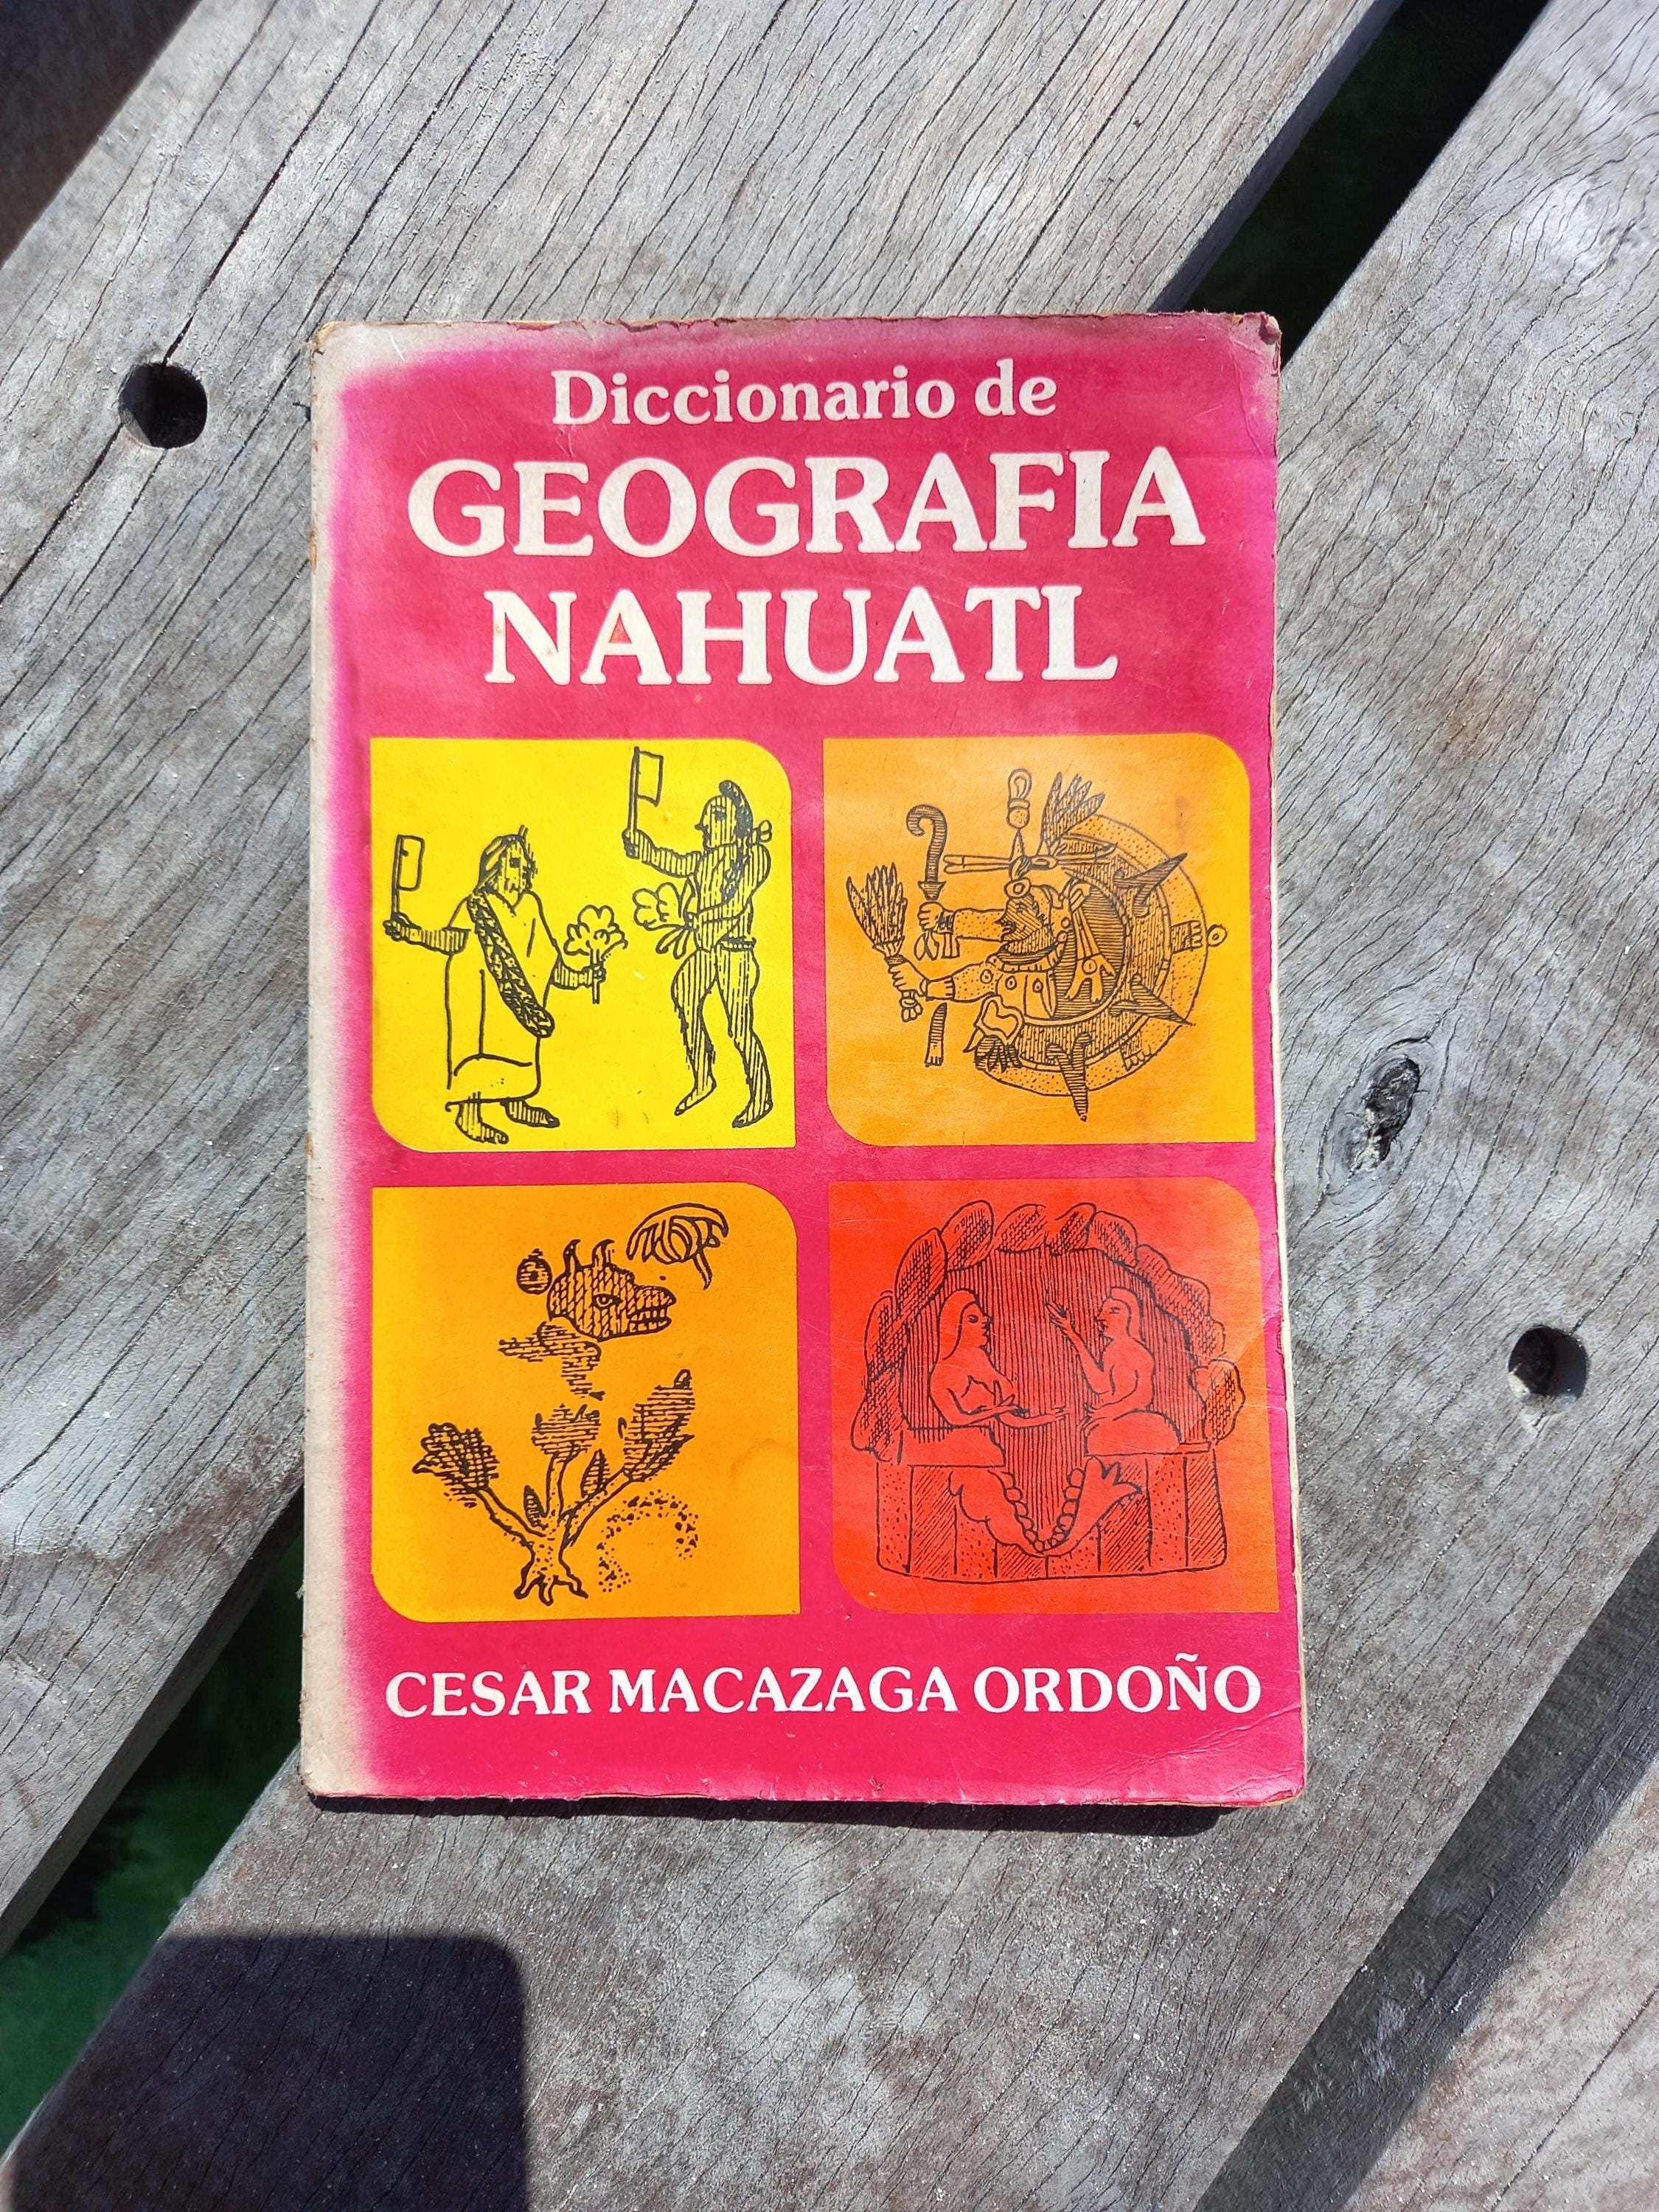 Diccionario de
GEOGRAFIA
NAHUATL
CESAR MACAZAGA ORDOÑO